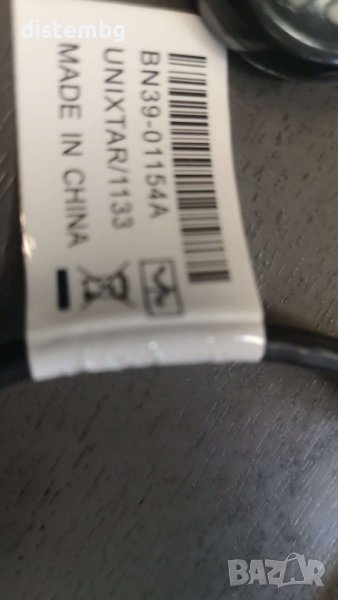 distembg
BN39-01154A
UNIXTAR/1133
MADE IN CHINA
BAZAR